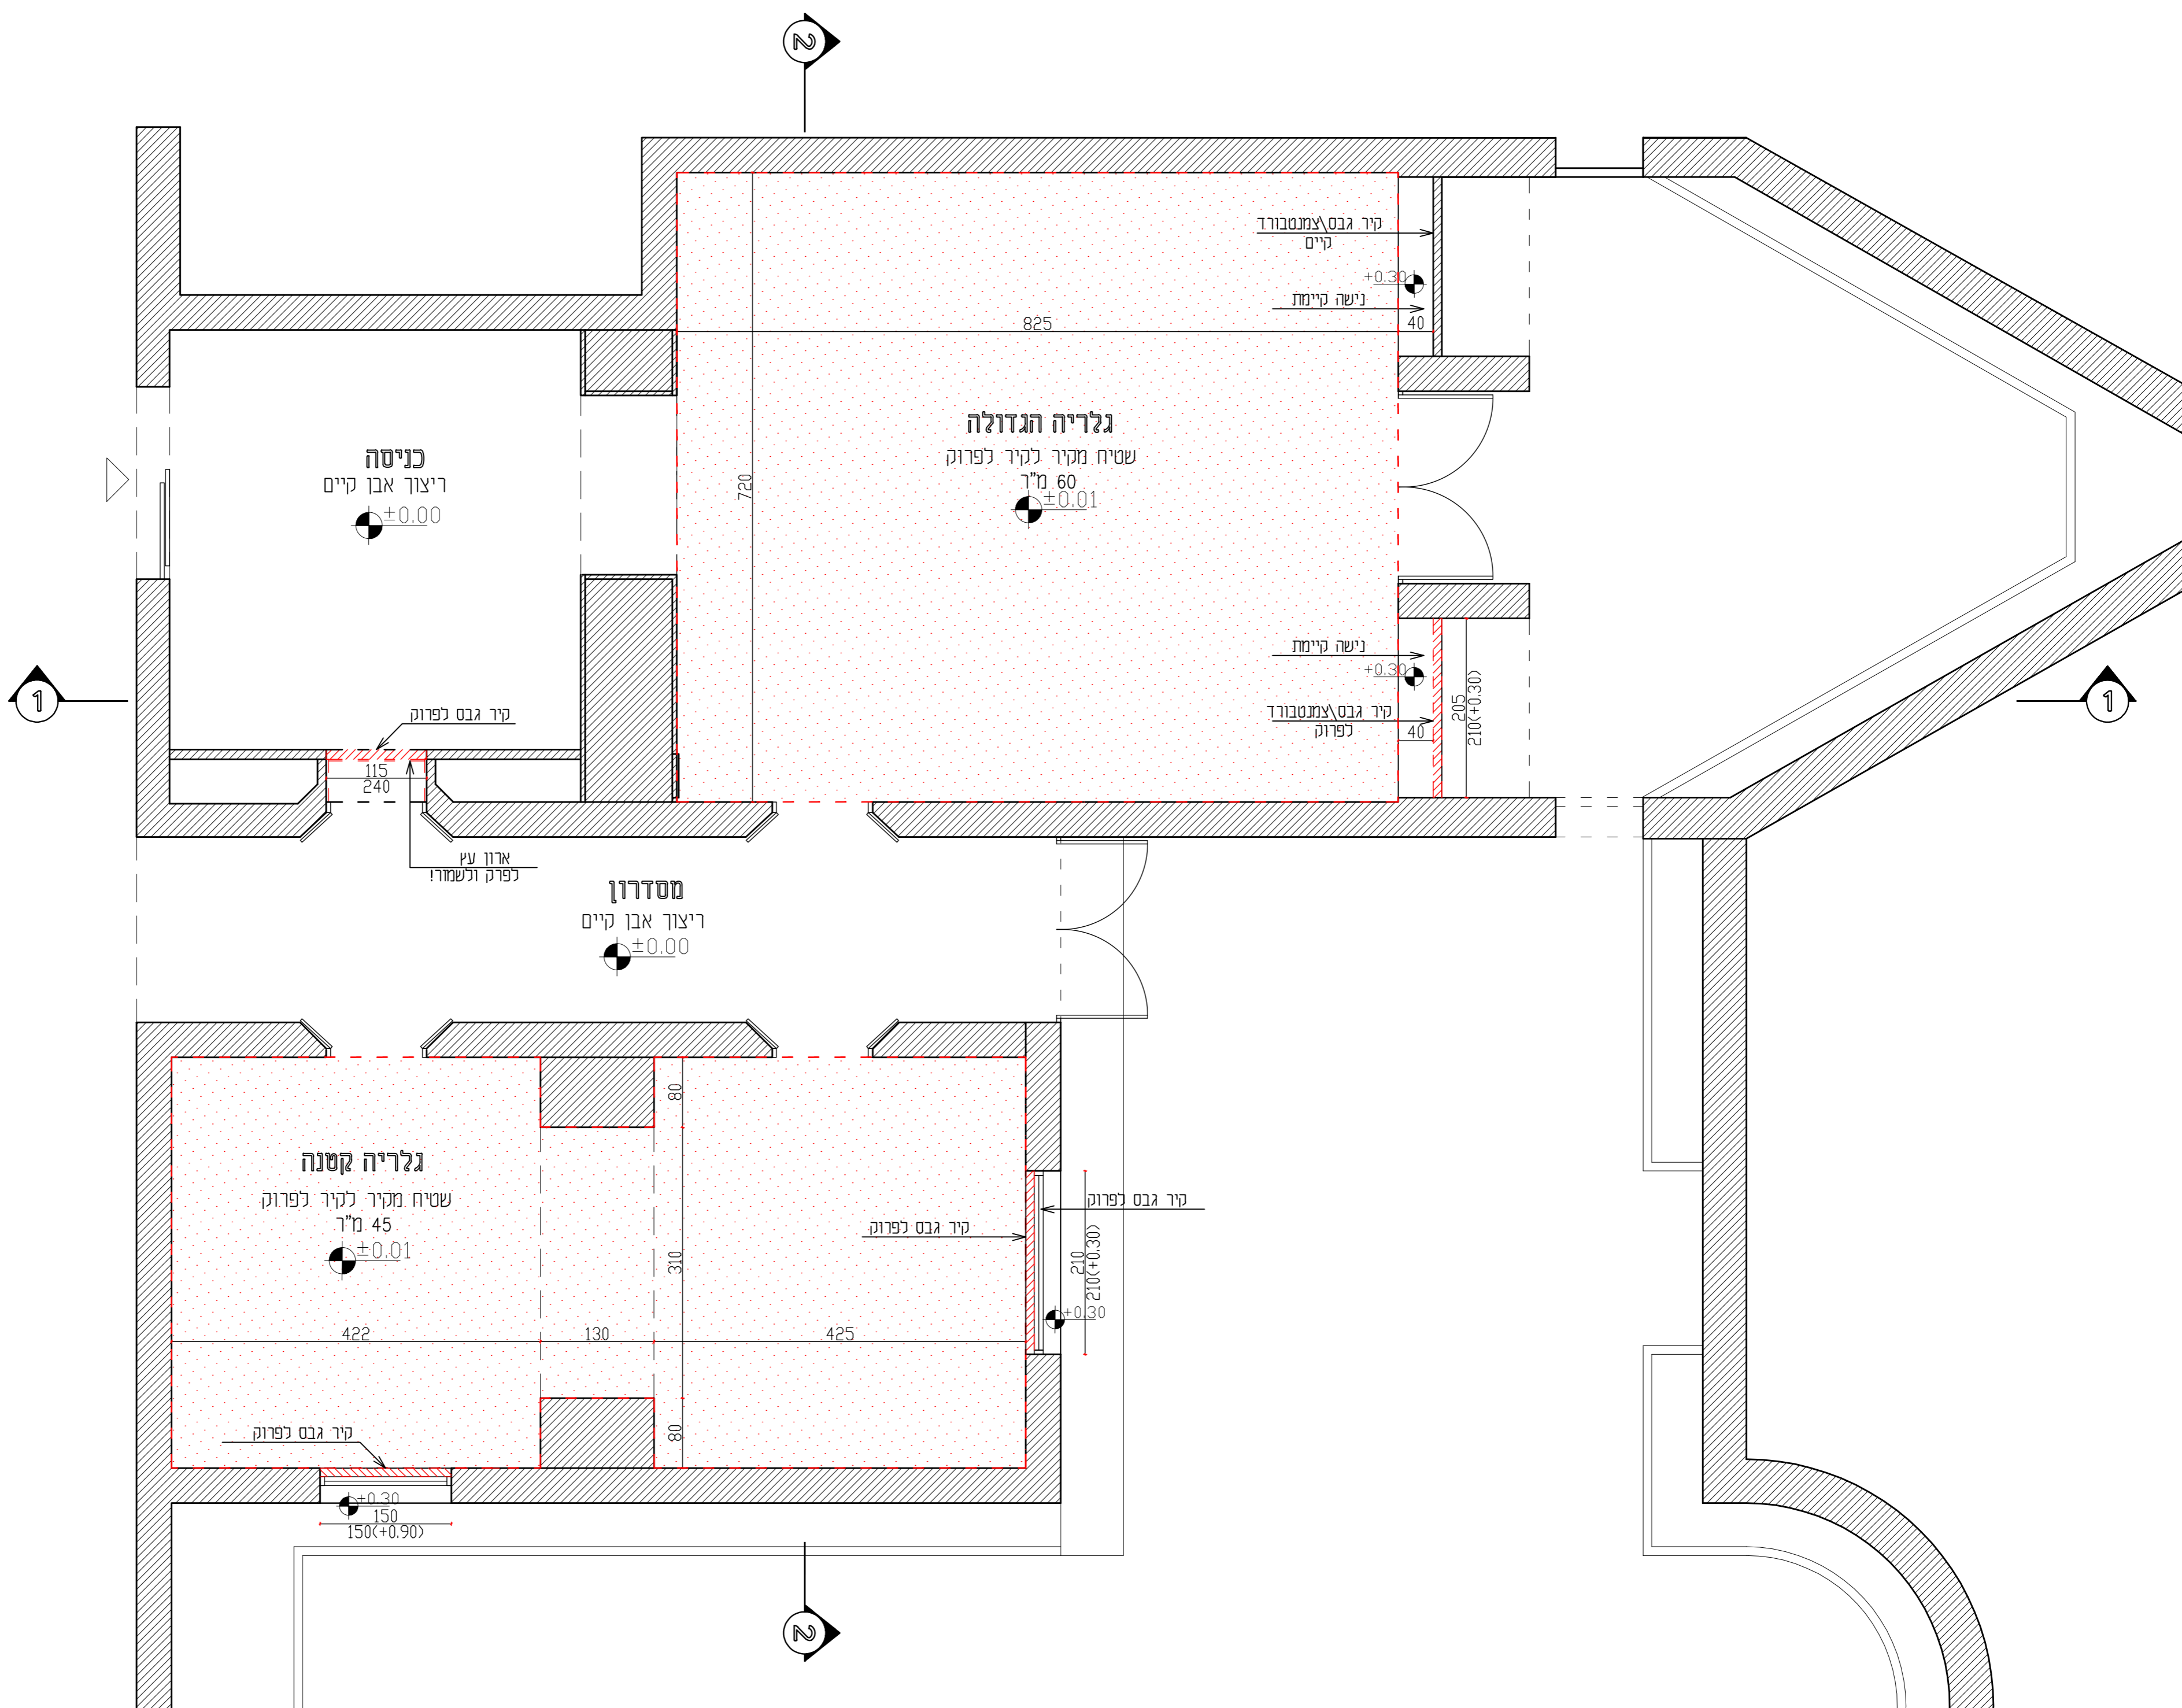 2
קיר גבס\צמנטבורד
קיים
+0.30
נישה קיימת
825
40
גלריה הגדולה
שטיח מקיר לקיר לפרוק
60 מ"ר
±0.01
720
כניסה
ריצוף אבן קיים
±0.00
נישה קיימת
+0.30
קיר גבס\צמנטבורד
לפרוק
40
205
210(+0.30)
1
1
קיר גבס לפרוק
115
240
ארון עץ
לפרק ולשמור!
מסדרון
ריצוף אבן קיים
±0.00
80
גלריה קטנה
שטיח מקיר לקיר לפרוק
45 מ"ר
±0.01
קיר גבס לפרוק
קיר גבס לפרוק
310
210
210(+0.30)
+0.30
422
130
425
80
קיר גבס לפרוק
±0.30
150
150(+0.90)
2